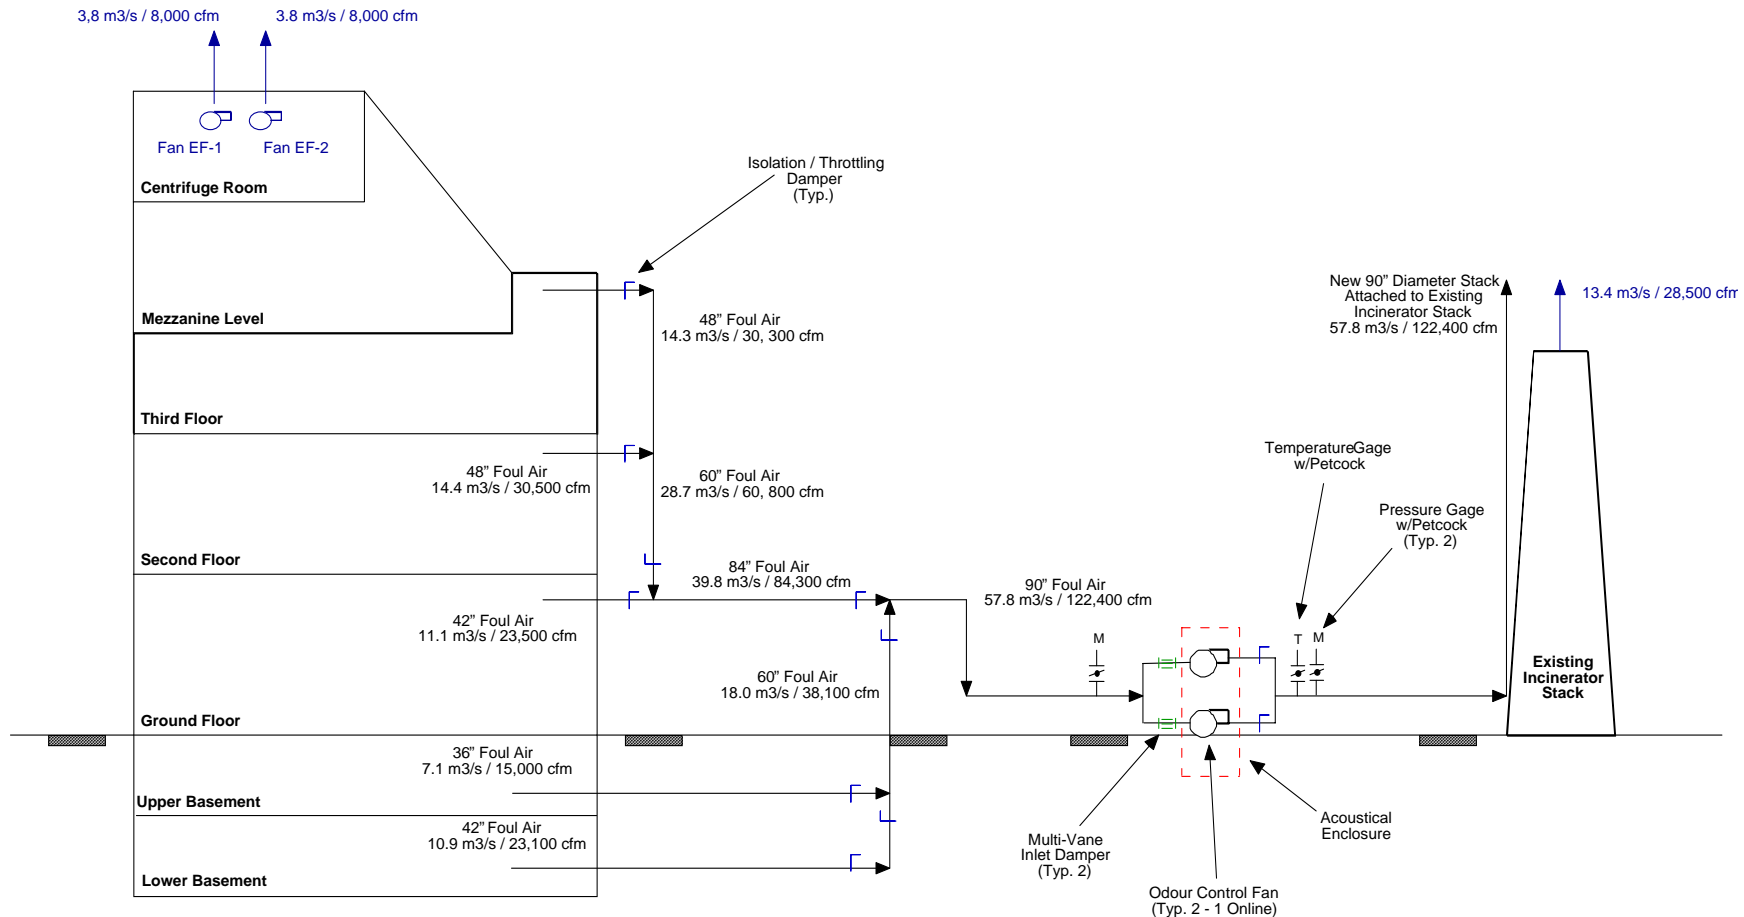 3,8 m3/s / 8,000 cfm
3.8 m3/s / 8,000 cfm
Fan EF-1
Fan EF-2
Centrifuge Room
Isolation / Throttling
Damper
(Typ.)
Mezzanine Level
48” Foul Air
14.3 m3/s / 30, 300 cfm
New 90” Diameter Stack
Attached to Existing
Incinerator Stack
57.8 m3/s / 122,400 cfm
13.4 m3/s / 28,500 cfm
Third Floor
48” Foul Air
14.4 m3/s / 30,500 cfm
60” Foul Air
28.7 m3/s / 60, 800 cfm
TemperatureGage
w/Petcock
Pressure Gage
w/Petcock
(Typ. 2)
Second Floor
84” Foul Air
39.8 m3/s / 84,300 cfm
90” Foul Air
57.8 m3/s / 122,400 cfm
42” Foul Air
11.1 m3/s / 23,500 cfm
M
T
M
60” Foul Air
18.0 m3/s / 38,100 cfm
Existing
Incinerator
Stack
Ground Floor
36” Foul Air
7.1 m3/s / 15,000 cfm
Upper Basement
42” Foul Air
10.9 m3/s / 23,100 cfm
Acoustical
Enclosure
Multi-Vane
Inlet Damper
(Typ. 2)
Lower Basement
Odour Control Fan
(Typ. 2 - 1 Online)